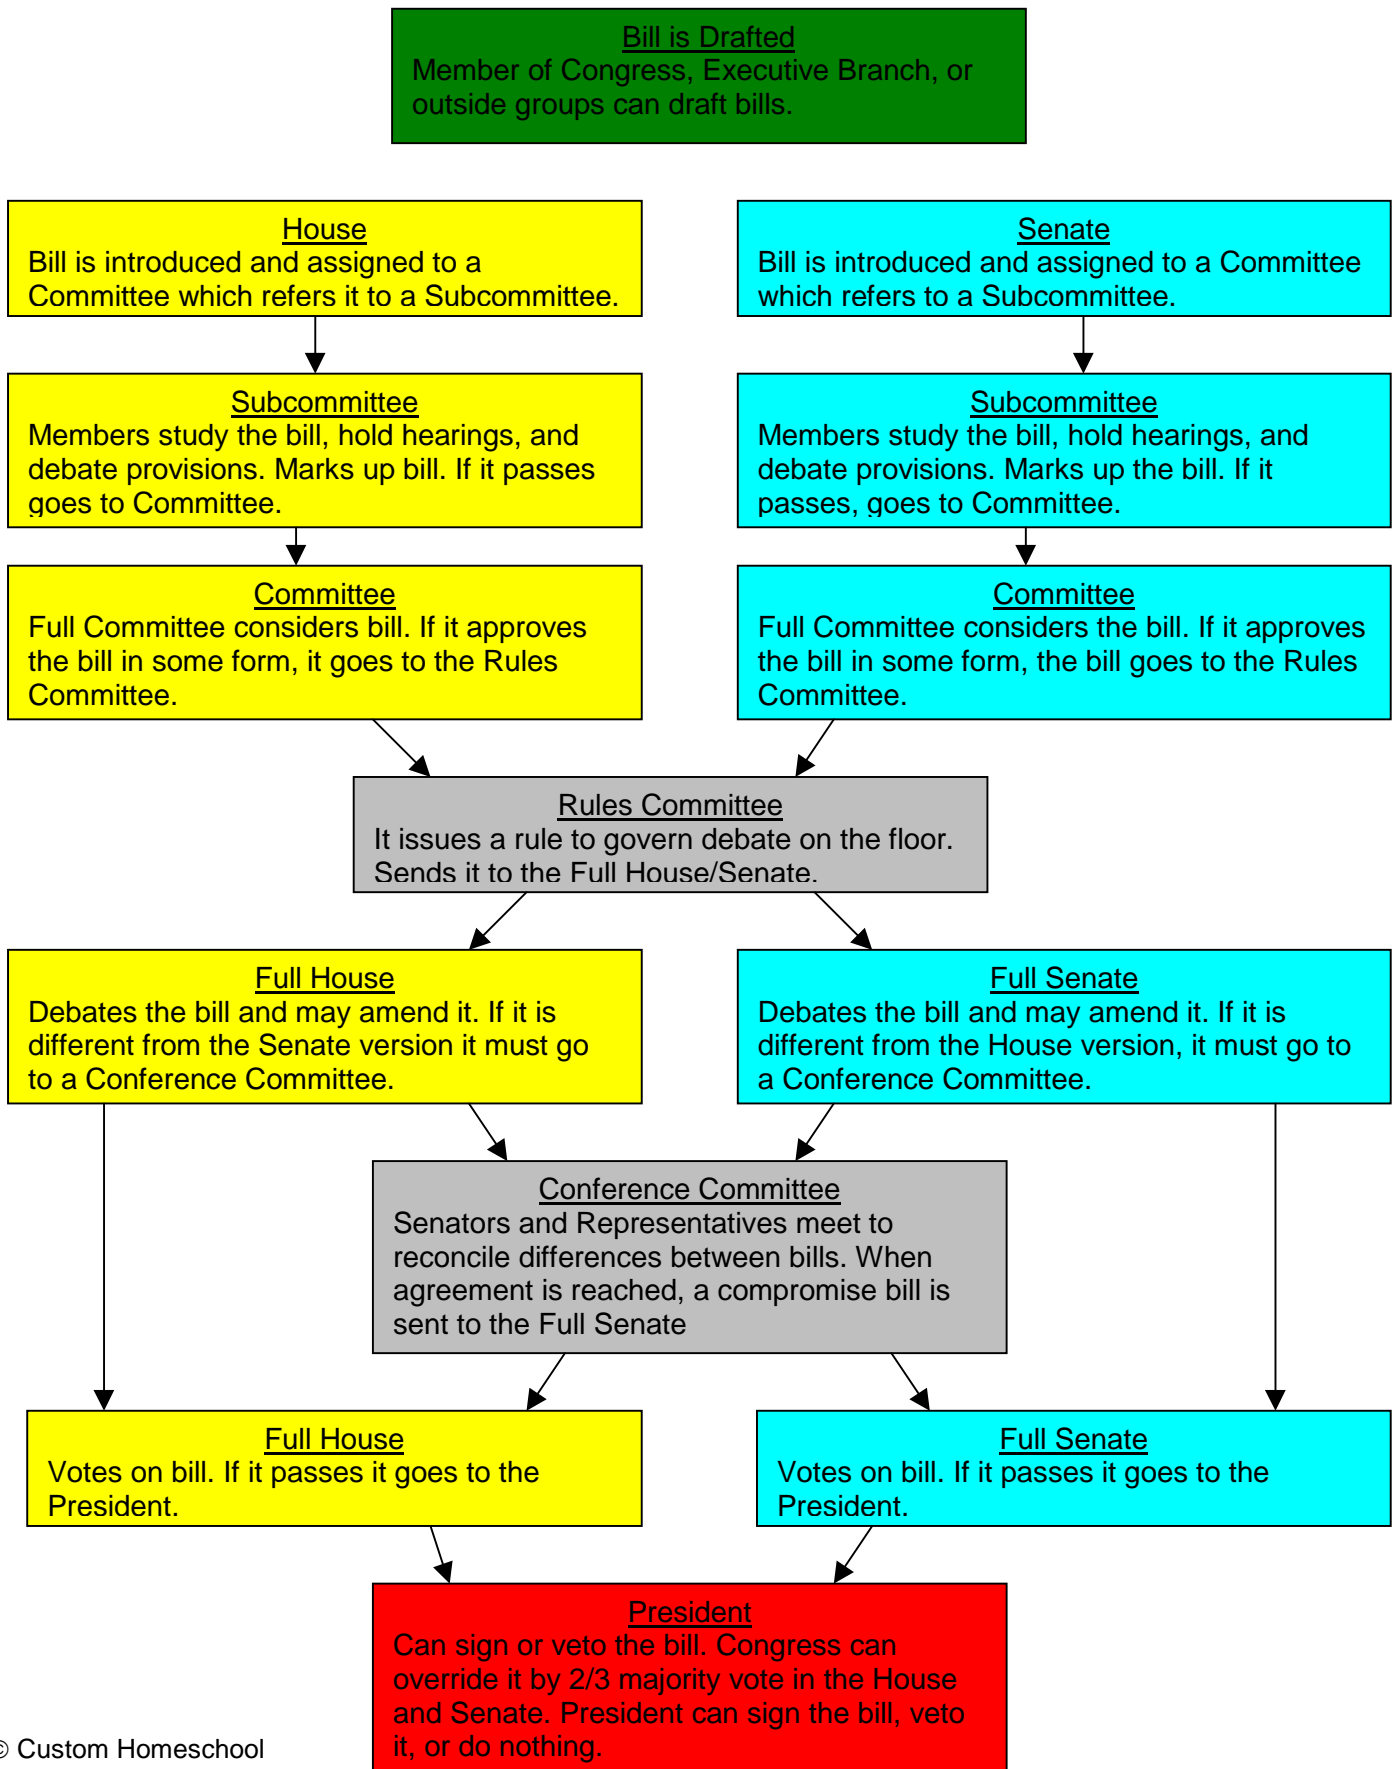 Bill is Drafted
Member of Congress, Executive Branch, or
outside groups can draft bills.
House
Bill is introduced and assigned to a
Committee which refers it to a Subcommittee.
Senate
Bill is introduced and assigned to a Committee
which refers to a Subcommittee.
Subcommittee
Members study the bill, hold hearings, and
debate provisions. Marks up bill. If it passes
goes to Committee.
Subcommittee
Members study the bill, hold hearings, and
debate provisions. Marks up the bill. If it
passes, goes to Committee.
Committee
Full Committee considers bill. If it approves
the bill in some form, it goes to the Rules
Committee.
Committee
Full Committee considers the bill. If it approves
the bill in some form, the bill goes to the Rules
Committee.
Rules Committee
It issues a rule to govern debate on the floor.
Sends it to the Full House/Senate.
Full House
Debates the bill and may amend it. If it is
different from the Senate version it must go
to a Conference Committee.
Full Senate
Debates the bill and may amend it. If it is
different from the House version, it must go to
a Conference Committee.
Conference Committee
Senators and Representatives meet to
reconcile differences between bills. When
agreement is reached, a compromise bill is
sent to the Full Senate
Full House
Votes on bill. If it passes it goes to the
President.
Full Senate
Votes on bill. If it passes it goes to the
President.
President
Can sign or veto the bill. Congress can
override it by 2/3 majority vote in the House
and Senate. President can sign the bill, veto
it, or do nothing.
© Custom Homeschool